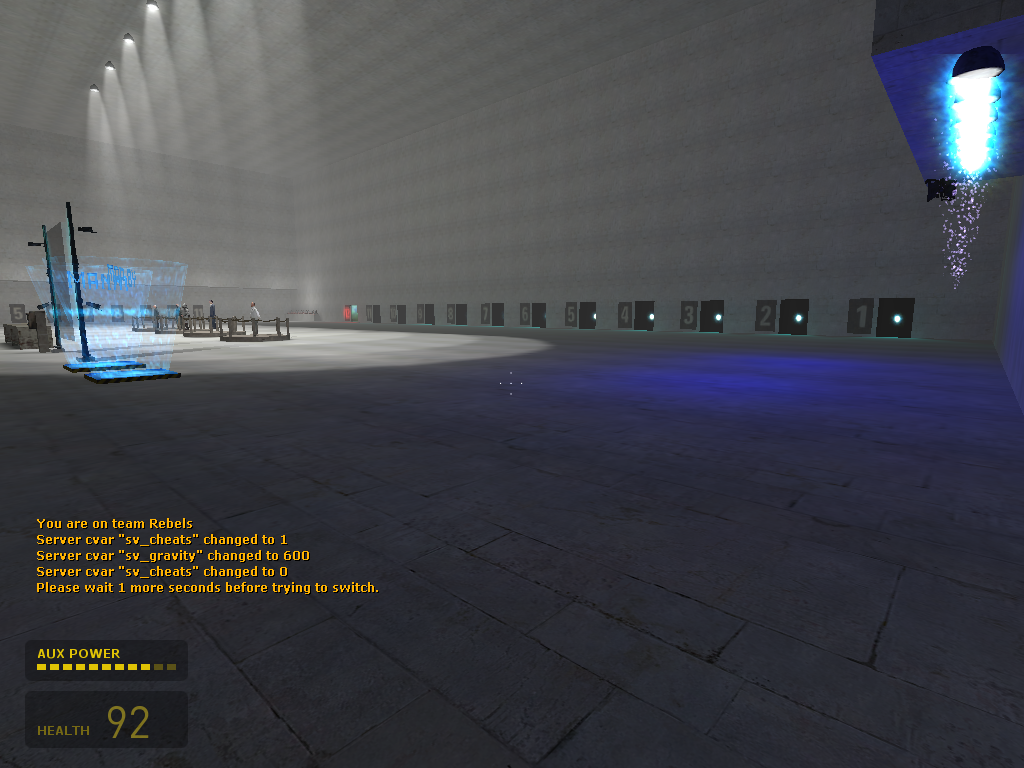 5
8
7
6
5
4
3
2
1
You are on team Rebels
Server cvar "sv_cheats" changed to 1
Server cvar "sv_gravity" changed to 600
Server cvar "sv_cheats" changed to 0
Please wait 1 more seconds before trying to switch.
AUX POWER
HEALTH 92